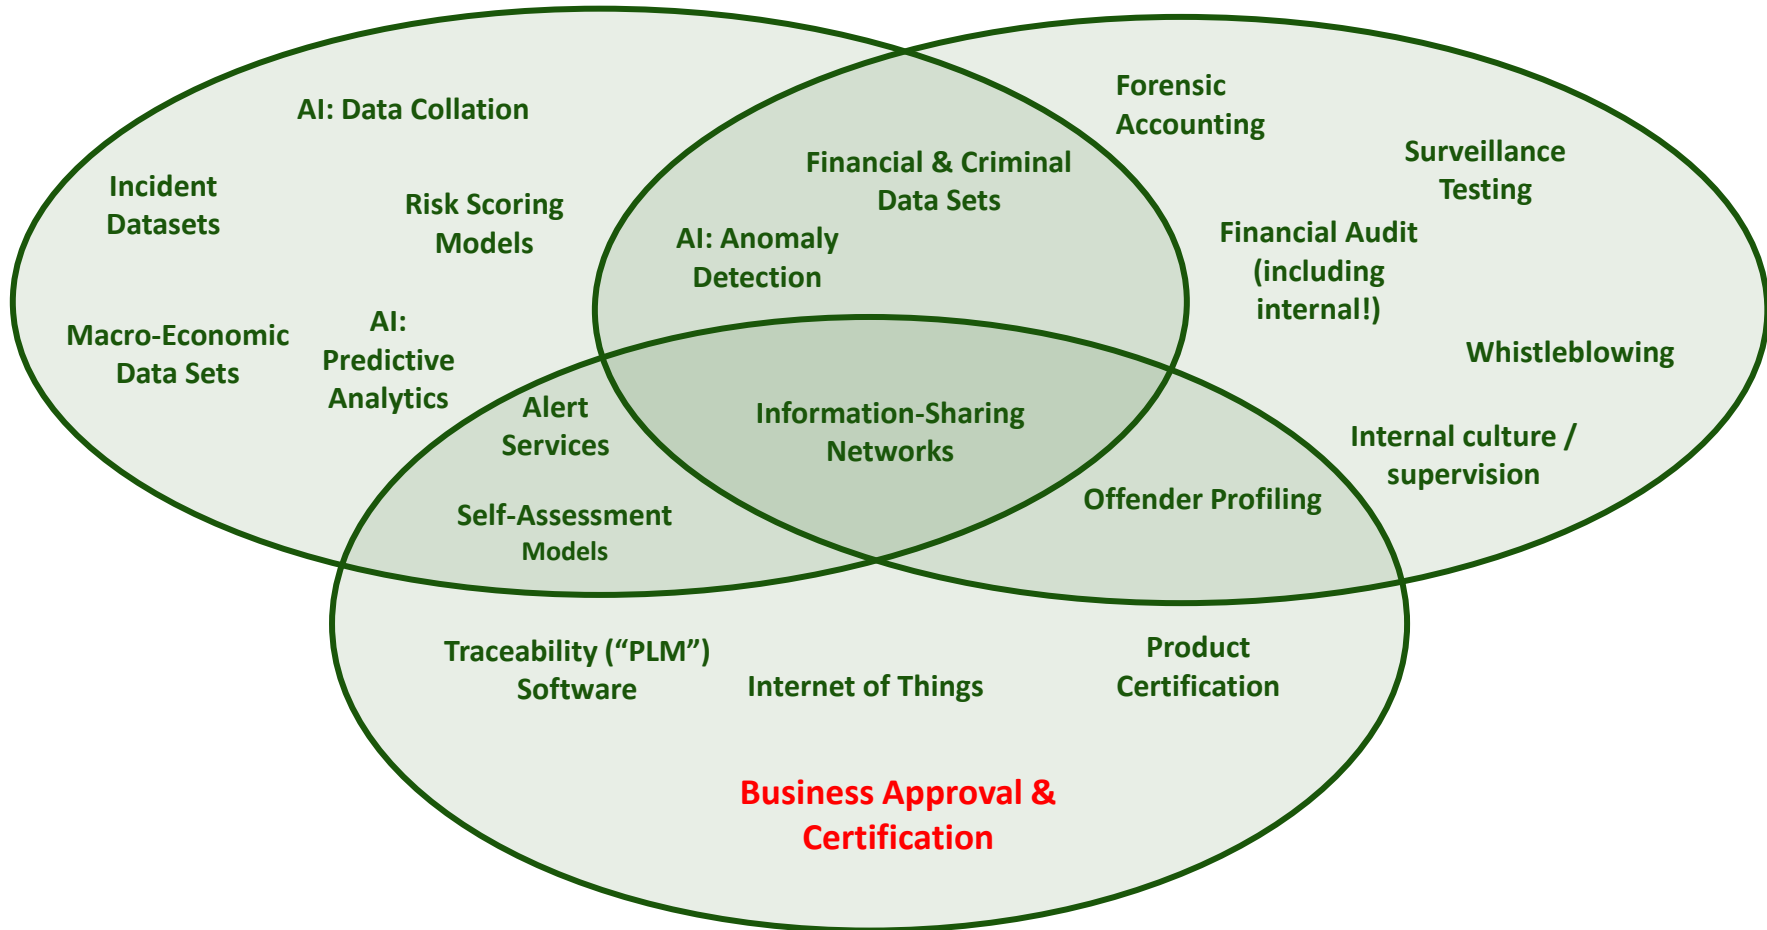 AI: Data Collation
Incident
Datasets
Risk Scoring
Models
Macro-Economic
Data Sets
AI:
Predictive
Analytics
Financial & Criminal
Data Sets
AI: Anomaly
Detection
Forensic
Accounting
Surveillance
Testing
Financial Audit
(including
internal!)
Whistleblowing
Internal culture /
supervision
Alert
Services
Self-Assessment
Models
Information-Sharing
Networks
Offender Profiling
Traceability (“PLM”)
Software
Internet of Things
Product
Certification
Business Approval &
Certification